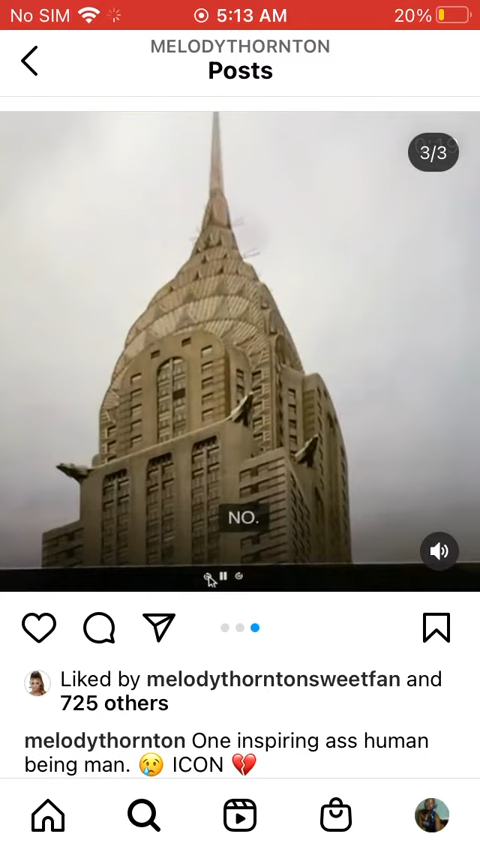 No SIM 5:13 AM 20%
MELODYTHORNTON
Posts
3/3
NO.
Liked by melodythorntonsweetfan and
725 others
melodythornton One inspiring ass human
being man. 😢 ICON 💔